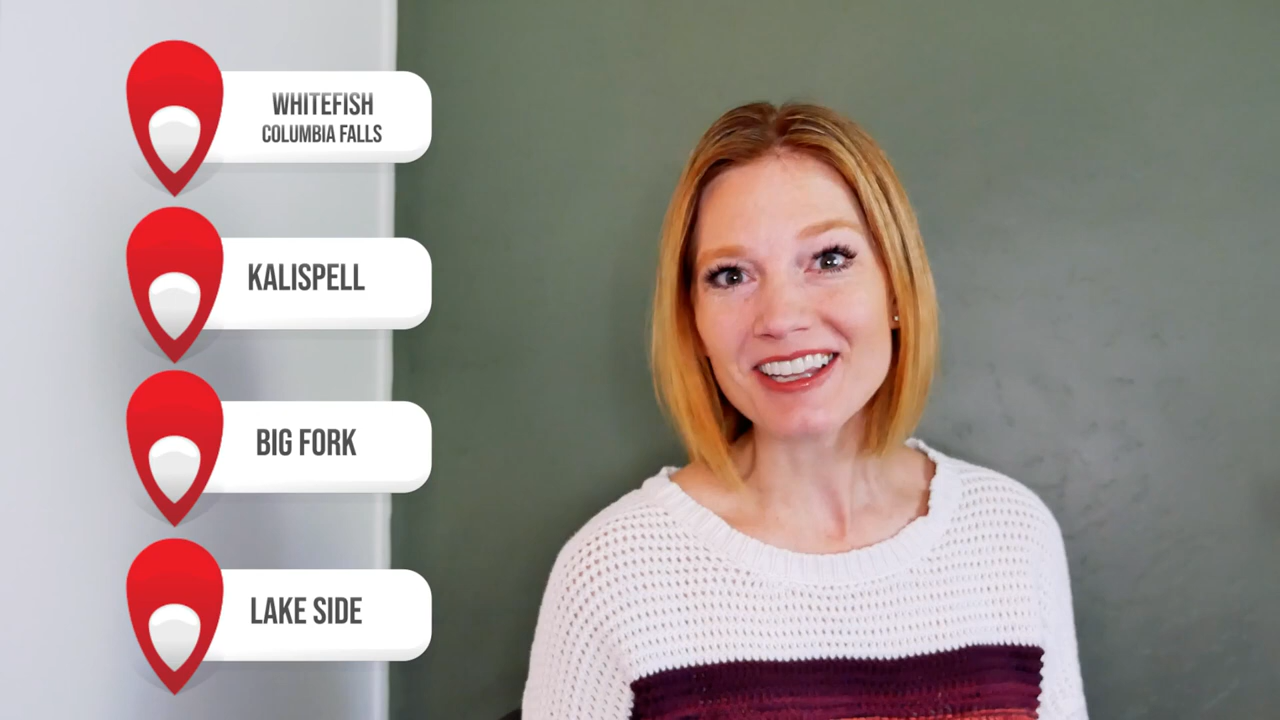 WHITEFISH
COLUMBIA FALLS
KALISPELL
BIG FORK
LAKE SIDE